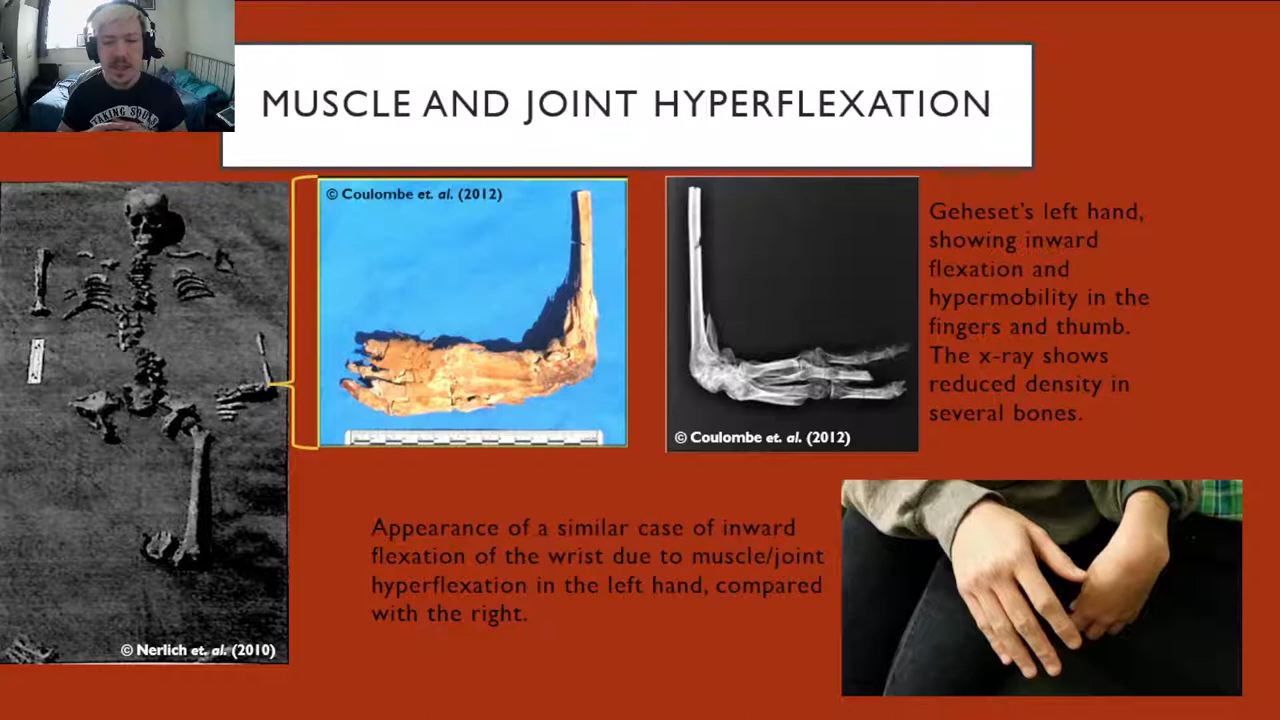 MUSCLE AND JOINT HYPERFLEXATION
© Coulombe et. al. (2012)
Geheset's left hand,
showing inward
flexation and
hypermobility in the
fingers and thumb.
The x-ray shows
reduced density in
several bones.
© Coulombe et. al. (2012)
Appearance of a similar case of inward
flexation of the wrist due to muscle/joint
hyperflexation in the left hand, compared
with the right.
© Nerlich et. al. (2010)